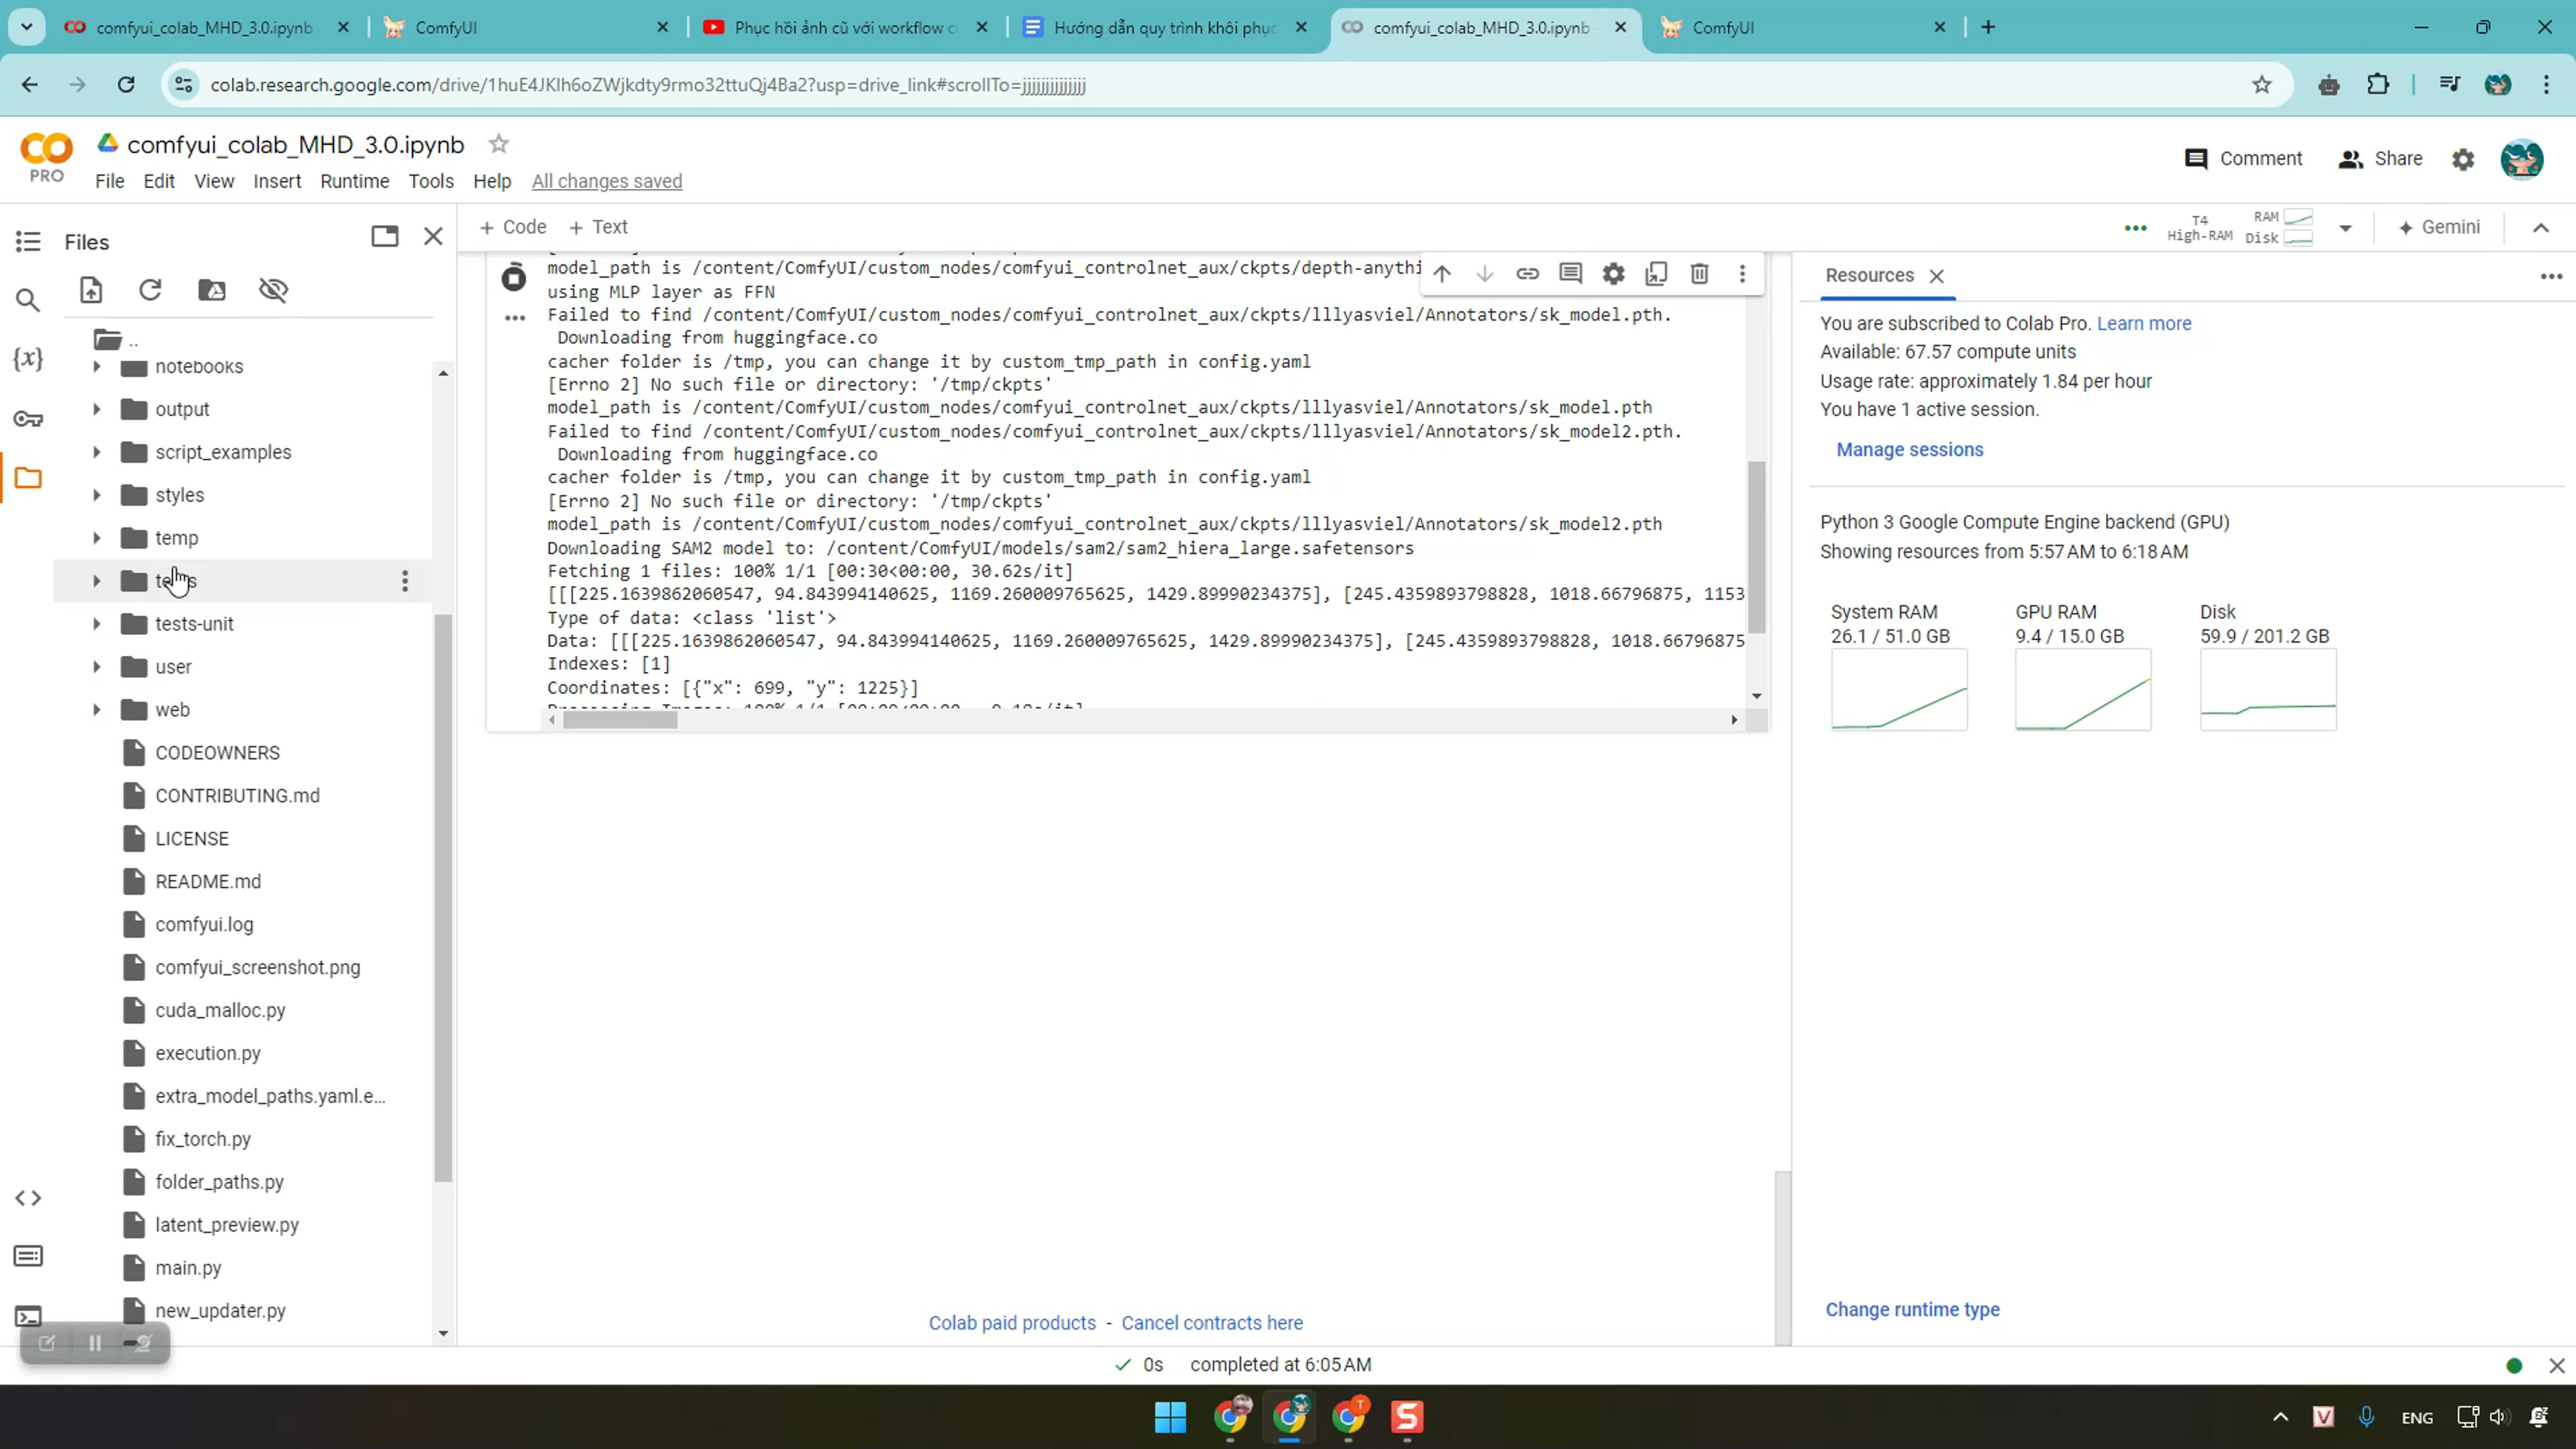 comfyui_colab_MHD_3.0.ipynb
ComfyUI
Phục hồi ảnh cũ với workflow c
Hướng dẫn quy trình khôi phục
comfyui_colab_MHD_3.0.ipynb
ComfyUI
colab.research.google.com/drive/1huE4JKIh6oZWjkdty9rmo32ttuQj4Ba2?usp=drive_link#scrollTo=jjjjjjjjjjjjjj
PRO
comfyui_colab_MHD_3.0.ipynb
Comment
Share
File Edit View Insert Runtime Tools Help All changes saved
Files
+ Code + Text
T4
High-RAM
RAM
Disk
Gemini
..
notebooks
output
script_examples
styles
temp
tests-unit
user
web
CODEOWNERS
CONTRIBUTING.md
LICENSE
README.md
comfyui.log
comfyui_screenshot.png
cuda_malloc.py
execution.py
extra_model_paths.yaml.e...
fix_torch.py
folder_paths.py
latent_preview.py
main.py
new_updater.py
model_path is /content/ComfyUI/custom_nodes/comfyui_controlnet_aux/ckpts/depth-anythi
using MLP layer as FFN
Failed to find /content/ComfyUI/custom_nodes/comfyui_controlnet_aux/ckpts/lllyasviel/Annotators/sk_model.pth.
Downloading from huggingface.co
cacher folder is /tmp, you can change it by custom_tmp_path in config.yaml
[Errno 2] No such file or directory: '/tmp/ckpts'
model_path is /content/ComfyUI/custom_nodes/comfyui_controlnet_aux/ckpts/lllyasviel/Annotators/sk_model.pth
Failed to find /content/ComfyUI/custom_nodes/comfyui_controlnet_aux/ckpts/lllyasviel/Annotators/sk_model2.pth.
Downloading from huggingface.co
cacher folder is /tmp, you can change it by custom_tmp_path in config.yaml
[Errno 2] No such file or directory: '/tmp/ckpts'
model_path is /content/ComfyUI/custom_nodes/comfyui_controlnet_aux/ckpts/lllyasviel/Annotators/sk_model2.pth
Downloading SAM2 model to: /content/ComfyUI/models/sam2/sam2_hiera_large.safetensors
Fetching 1 files: 100% 1/1 [00:30<00:00, 30.62s/it]
[[[225.1639862060547, 94.843994140625, 1169.260009765625, 1429.89990234375], [245.4359893798828, 1018.66796875, 1153
Type of data: <class 'list'>
Data: [[[225.1639862060547, 94.843994140625, 1169.260009765625, 1429.89990234375], [245.4359893798828, 1018.66796875
Indexes: [1]
Coordinates: [{"x": 699, "y": 1225}]
Colab paid products - Cancel contracts here
Resources
You are subscribed to Colab Pro. Learn more
Available: 67.57 compute units
Usage rate: approximately 1.84 per hour
You have 1 active session.
Manage sessions
Python 3 Google Compute Engine backend (GPU)
Showing resources from 5:57 AM to 6:18 AM
System RAM
26.1 / 51.0 GB
GPU RAM
9.4 / 15.0 GB
Disk
59.9 / 201.2 GB
Change runtime type
0s completed at 6:05 AM
ENG